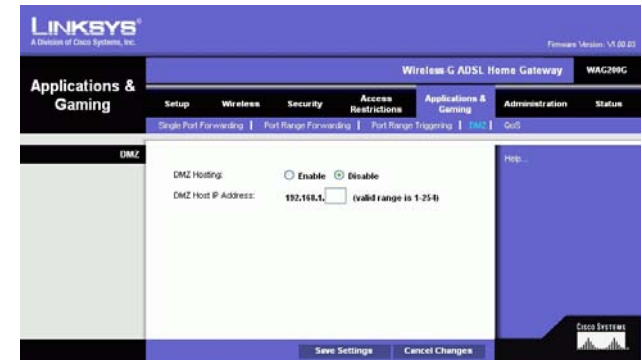 LINKSYS®
A Division of Cisco Systems, Inc.
Firmware Version: V1.00.03
Wireless-G ADSL Home Gateway WAG200G
Applications & Gaming
Setup Wireless Security Access Restrictions Applications & Gaming Administration Status
Single Port Forwarding | Port Range Forwarding | Port Range Triggering | DMZ | QoS
DMZ
DMZ Hosting: Enable Disable
Help...
DMZ Host IP Address: 192.168.1. (valid range is 1-254)
Save Settings Cancel Changes
CISCO SYSTEMS